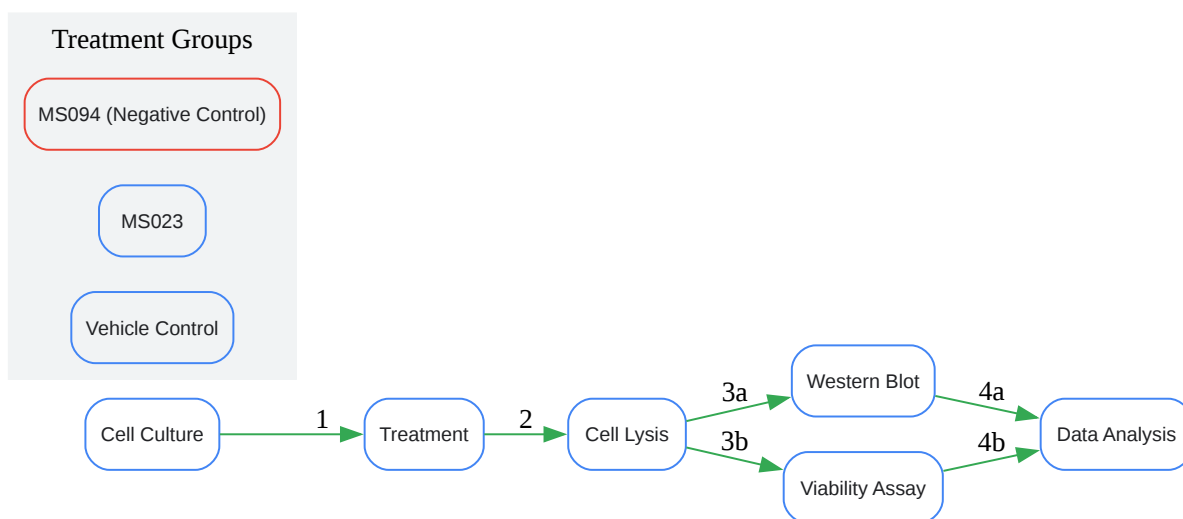 Treatment Groups
MS094 (Negative Control)
MS023
Vehicle Control
Cell Culture
1
Treatment
2
Cell Lysis
3a
3b
Western Blot
Viability Assay
4a
4b
Data Analysis